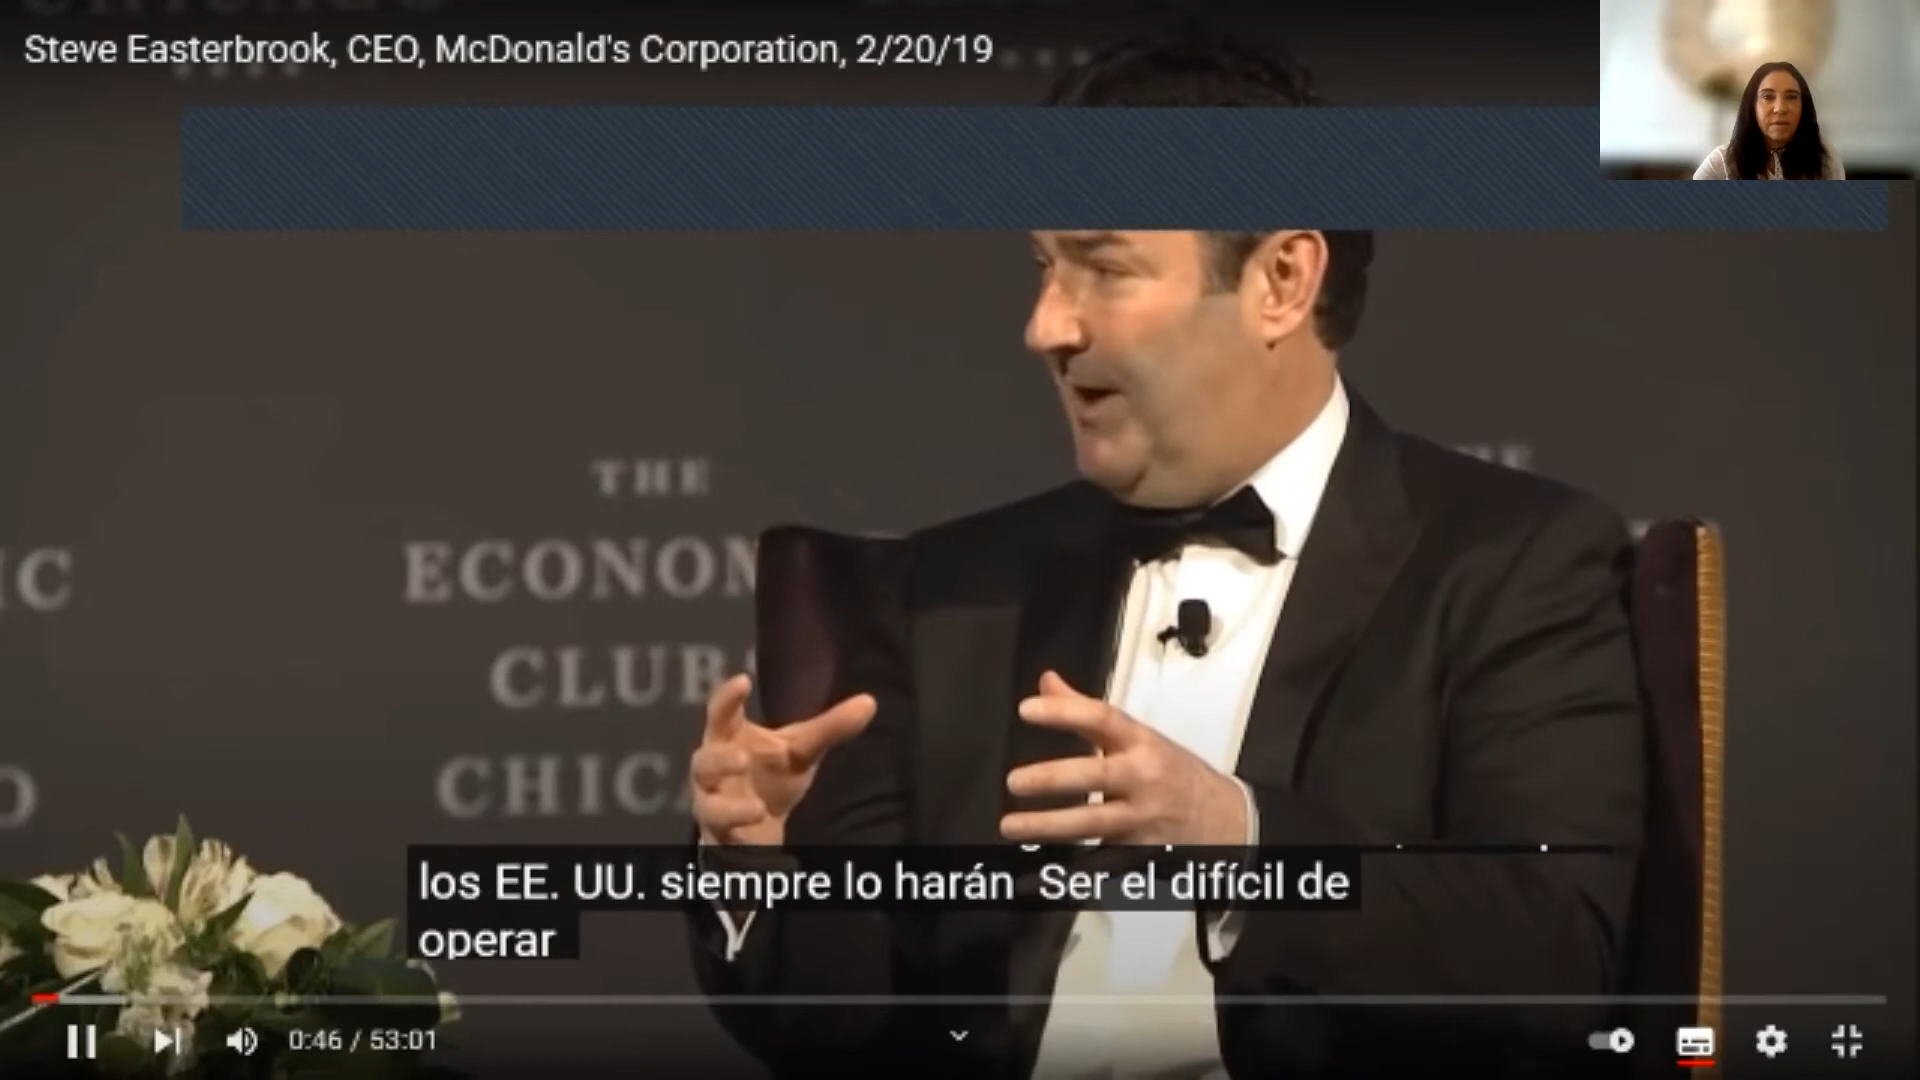 Steve Easterbrook, CEO, McDonald's Corporation, 2/20/19
THE
ECONOM
IC
CLUB
CHICA
O
los EE. UU. siempre lo harán Ser el difícil de
operar
0:46 / 53:01